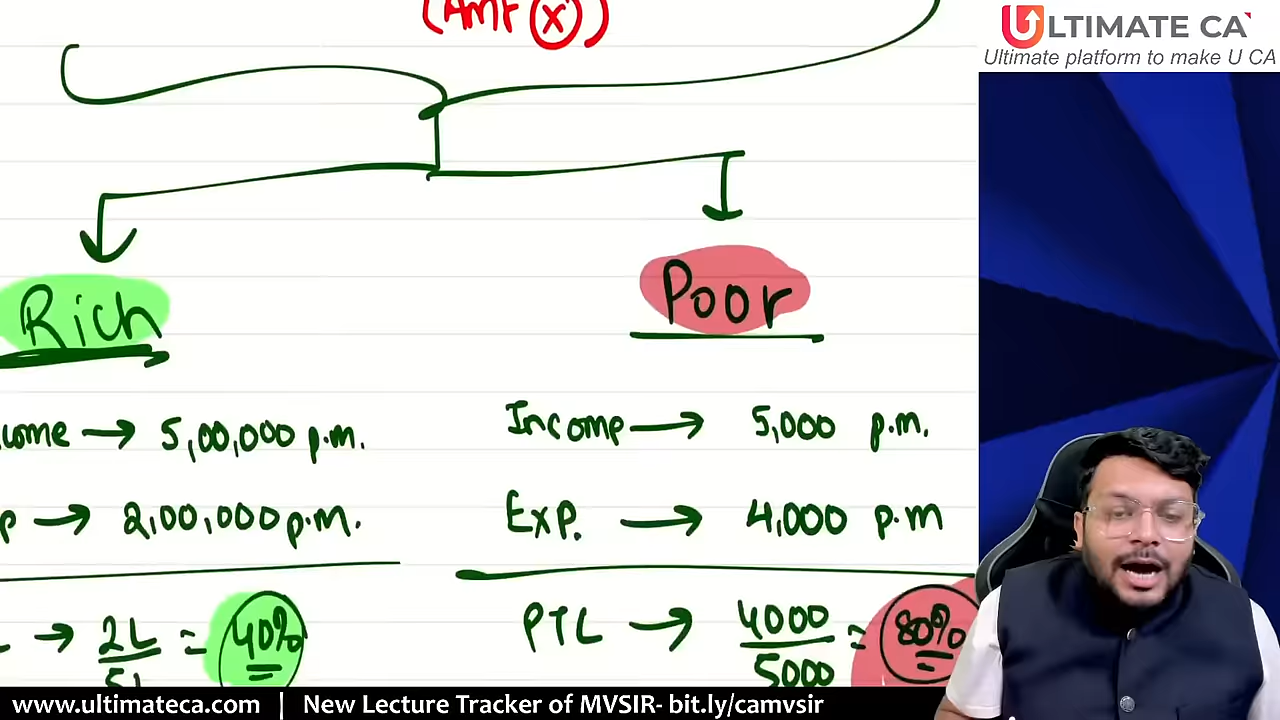 (Amt (X))
ULTIMATE CA
Ultimate platform to make U CA
Rich
Poor
come → 5,00,000 p.m.
Income → 5,000 p.m.
p → 2,00,000 p.m.
Exp. → 4,000 p.m
→ 2L = 40%
PTL → 4000 = 80%
5000
www.ultimateca.com | New Lecture Tracker of MVSIR- bit.ly/camvsir